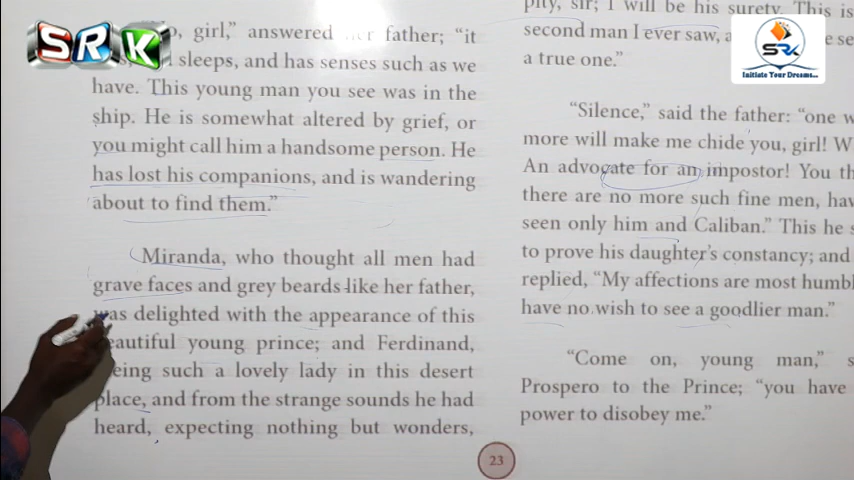 SRK
girl,” answered her father; “it
sleeps, and has senses such as we
have. This young man you see was in the
ship. He is somewhat altered by grief, or
you might call him a handsome person. He
has lost his companions, and is wandering
about to find them.”
Miranda, who thought all men had
grave faces and grey beards like her father,
was delighted with the appearance of this
beautiful young prince; and Ferdinand,
seeing such a lovely lady in this desert
place, and from the strange sounds he had
heard, expecting nothing but wonders,
23
pity, sir; I will be his surety. This is
second man I ever saw,
a true one.”
“Silence,” said the father: “one
more will make me chide you, girl!
An advocate for an impostor! You
there are no more such fine men,
seen only him and Caliban.” This he
to prove his daughter’s constancy; and
replied, “My affections are most
have no wish to see a goodlier man.”
“Come on, young man,”
Prospero to the Prince; “you have
power to disobey me.”
SRK
Initiate Your Dreams...